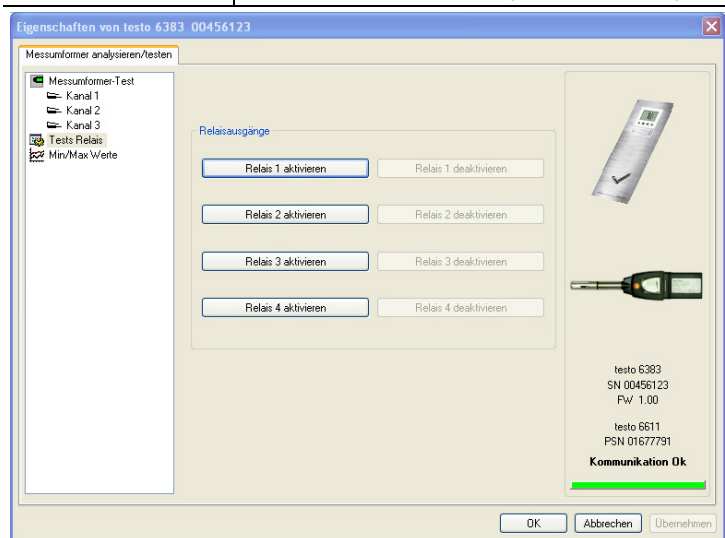 Eigenschaften von testo 6383 00456123
Messumformer analysieren/testen
Messumformer-Test
Kanal 1
Kanal 2
Kanal 3
Tests Relais
Min/Max Werte
Relaisausgänge
Relais 1 aktivieren
Relais 1 deaktivieren
Relais 2 aktivieren
Relais 2 deaktivieren
Relais 3 aktivieren
Relais 3 deaktivieren
Relais 4 aktivieren
Relais 4 deaktivieren
testo 6383
SN 00456123
FW 1.00
testo 6611
PSN 01677791
Kommunikation Ok
OK
Abbrechen
Übernehmen